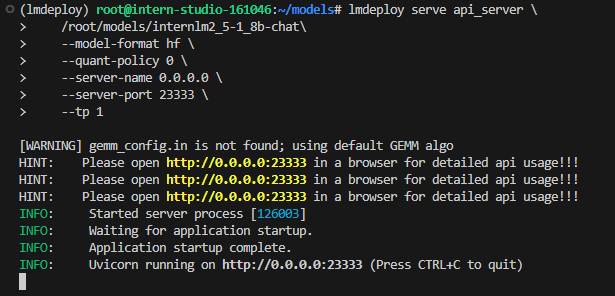 (lmdeploy) root@intern-studio-161046:~/models# lmdeploy serve api_server \
>     /root/models/internlm2_5-1_8b-chat\
>     --model-format hf \
>     --quant-policy 0 \
>     --server-name 0.0.0.0 \
>     --server-port 23333 \
>     --tp 1
[WARNING] gemm_config.in is not found; using default GEMM algo
HINT:    Please open http://0.0.0.0:23333 in a browser for detailed api usage!!!
HINT:    Please open http://0.0.0.0:23333 in a browser for detailed api usage!!!
HINT:    Please open http://0.0.0.0:23333 in a browser for detailed api usage!!!
INFO:     Started server process [126003]
INFO:     Waiting for application startup.
INFO:     Application startup complete.
INFO:     Uvicorn running on http://0.0.0.0:23333 (Press CTRL+C to quit)